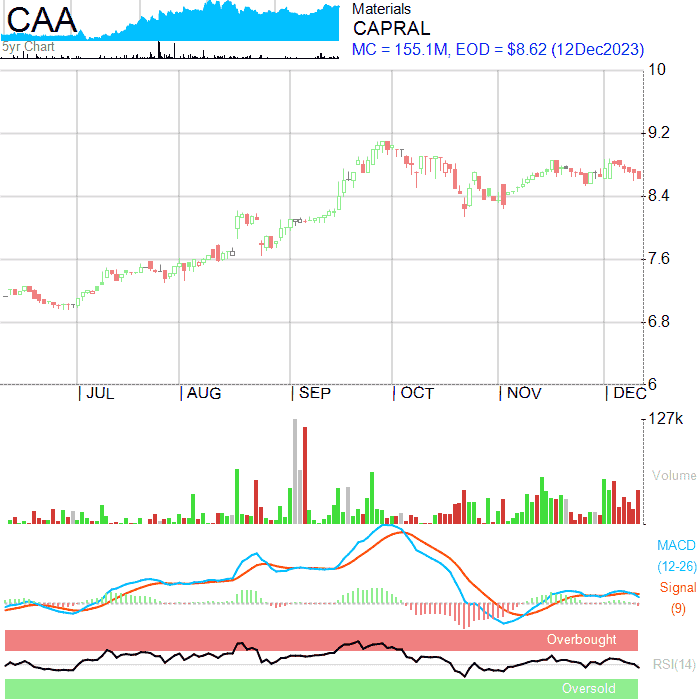 CAA
5yr Chart
Materials
CAPRAL
MC = 155.1M, EOD = $8.62 (12Dec2023)
10
9.2
8.4
7.6
6.8
6
JUL
AUG
SEP
OCT
NOV
DEC
127k
Volume
MACD
(12-26)
Signal
(9)
Overbought
RSI(14)
Oversold